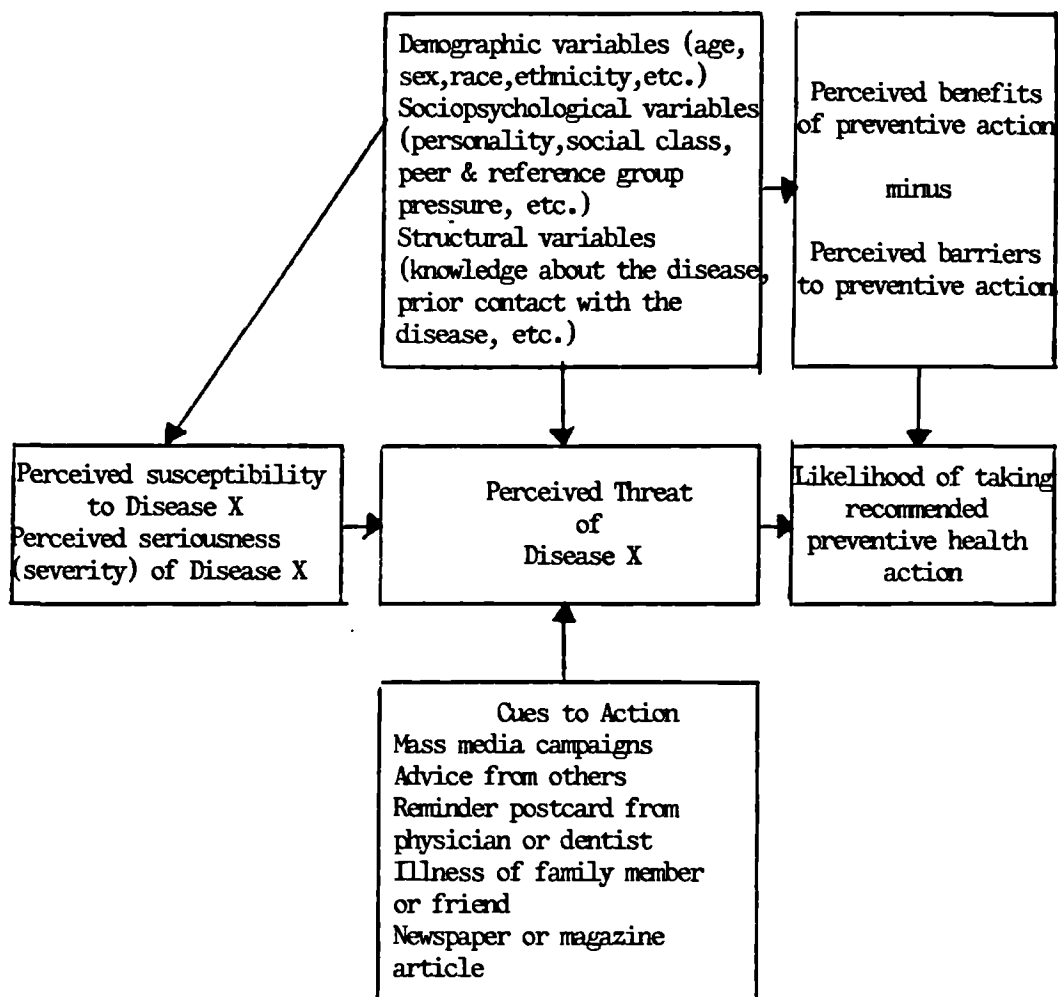 Demographic variables (age,
sex,race,ethnicity,etc.)
Sociopsychological variables
(personality,social class,
peer & reference group
pressure, etc.)
Structural variables
(knowledge about the disease,
prior contact with the
disease, etc.)
Perceived benefits
of preventive action
minus
Perceived barriers
to preventive action
Perceived susceptibility
to Disease X
Perceived seriousness
(severity) of Disease X
Perceived Threat
of
Disease X
Likelihood of taking
recommended
preventive health
action
Cues to Action
Mass media campaigns
Advice from others
Reminder postcard from
physician or dentist
Illness of family member
or friend
Newspaper or magazine
article